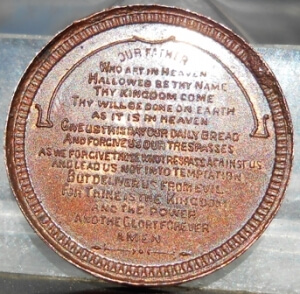 OUR FATHER
WHO ART IN HEAVEN
HALLOWED BE THY NAME
THY KINGDOM COME
THY WILL BE DONE ON EARTH
AS IT IS IN HEAVEN
GIVE US THIS DAY OUR DAILY BREAD
AND FORGIVE US OUR TRESPASSES
AS WE FORGIVE THOSE WHO TRESPASS AGAINST US
AND LEAD US NOT INTO TEMPTATION
BUT DELIVER US FROM EVIL
FOR THINE IS THE KINGDOM
AND THE POWER
AND THE GLORY FOREVER
AMEN